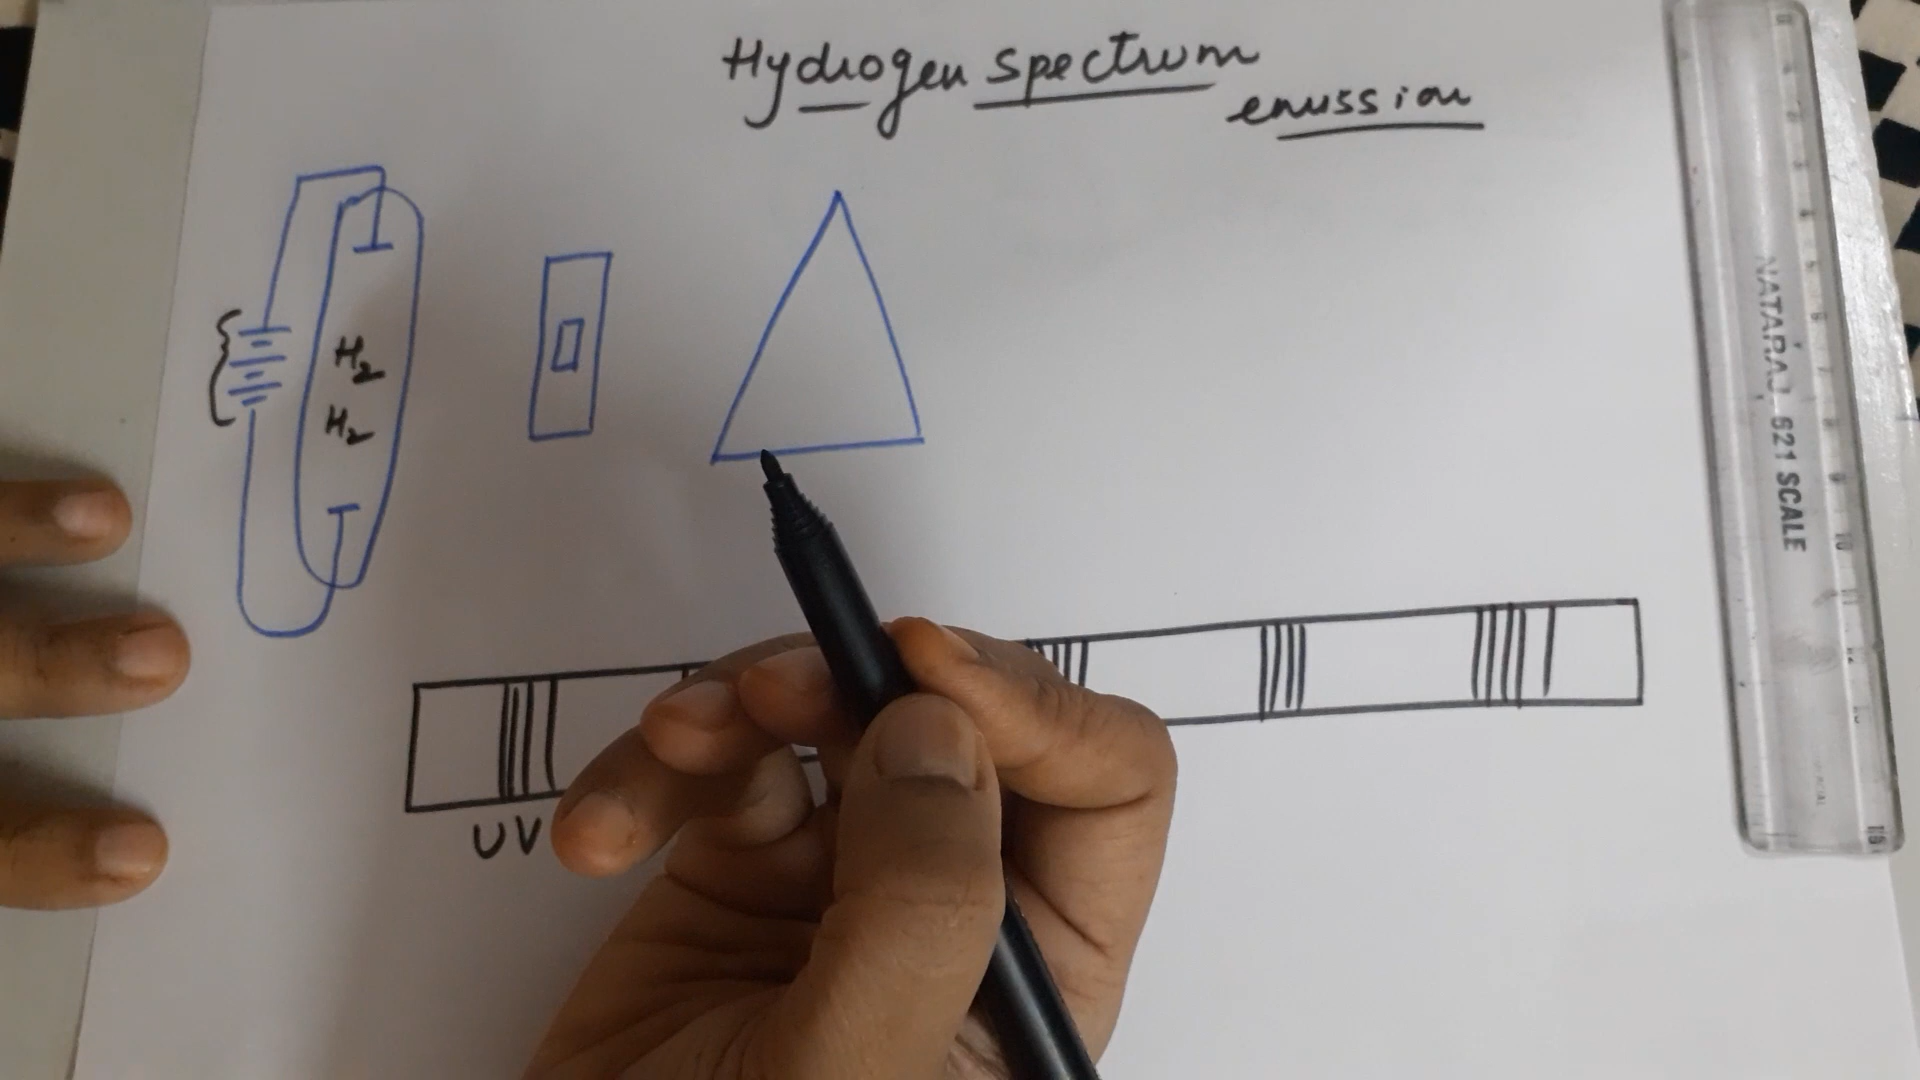 Hydrogen spectrum
emission
H2
H2
UV
NATARAJ 621 SCALE